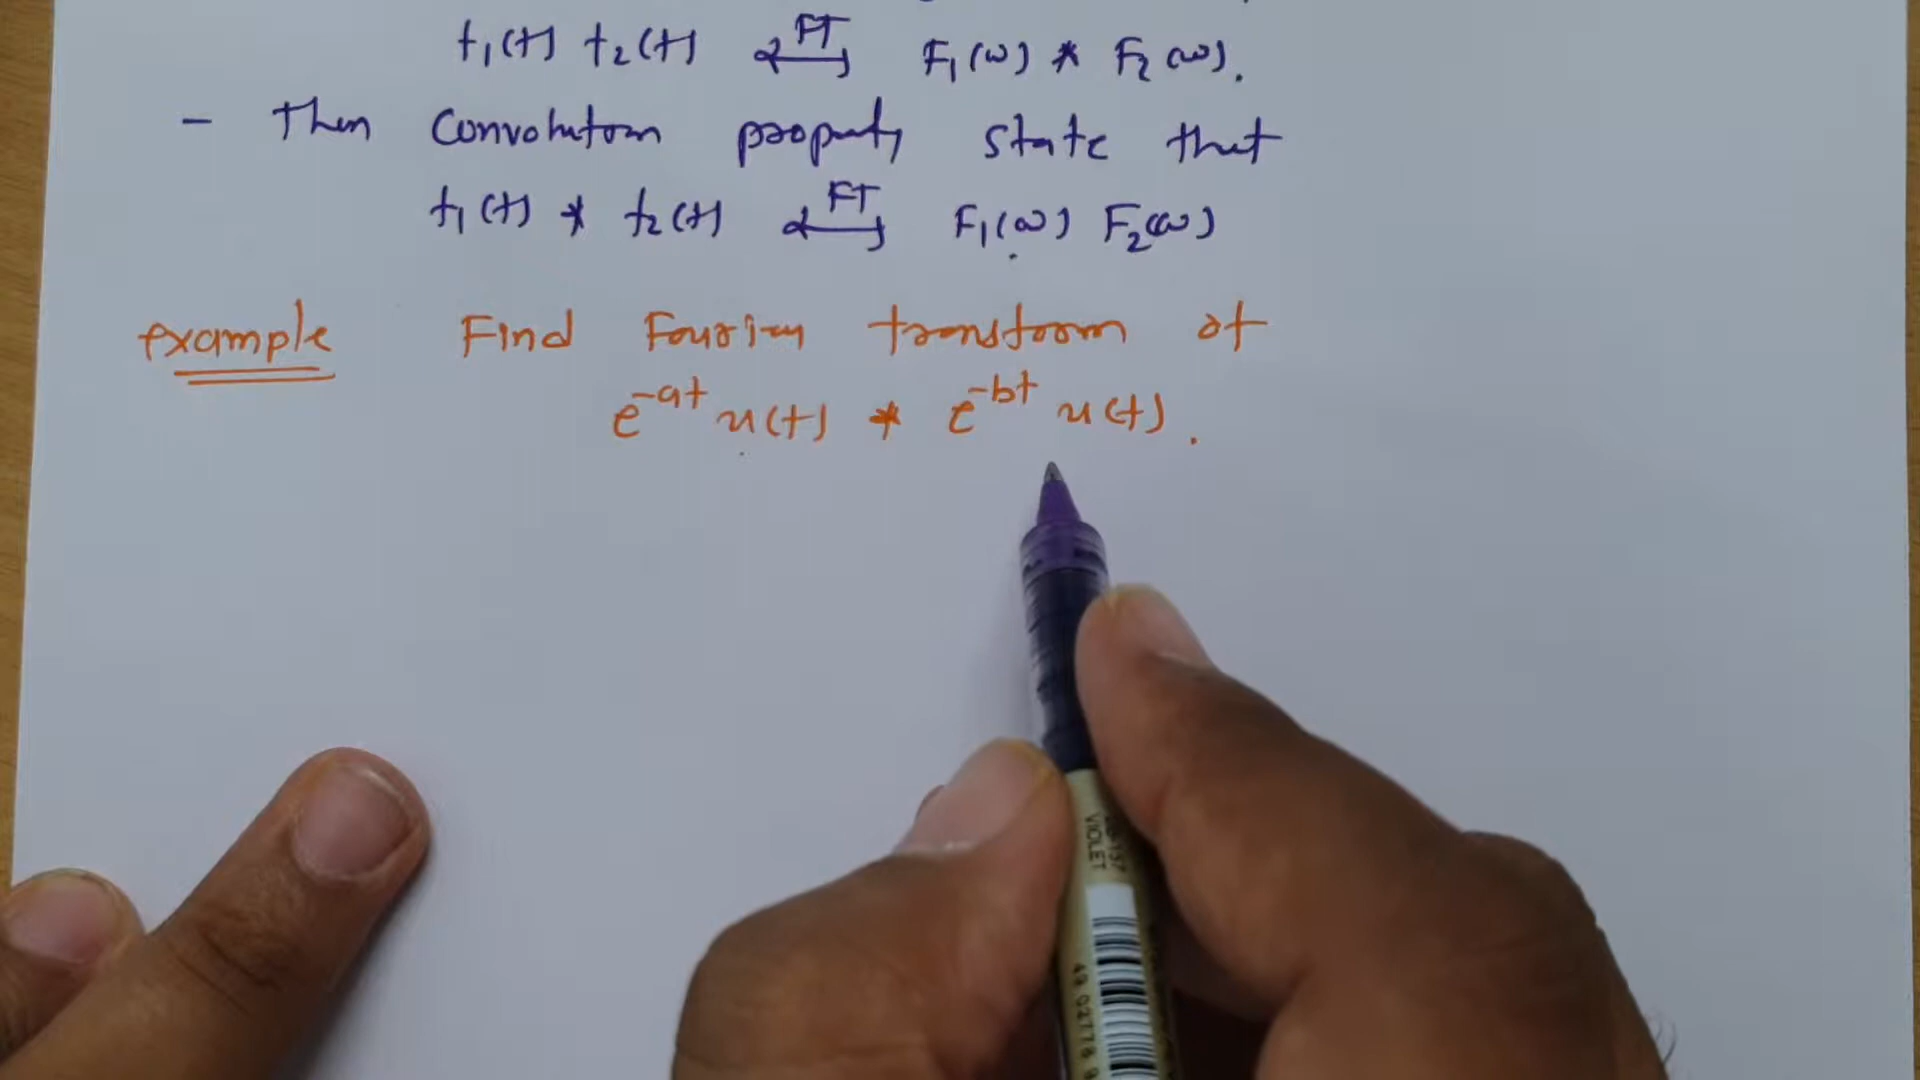 f₁(t) f₂(t) ⟷FT F₁(ω) * F₂(ω).
- Then Convolution property state that
f₁(t) * f₂(t) ⟷FT F₁(ω) F₂(ω)
example Find Fourier transform of
e^-at u(t) * e^-bt u(t).
VIOLET